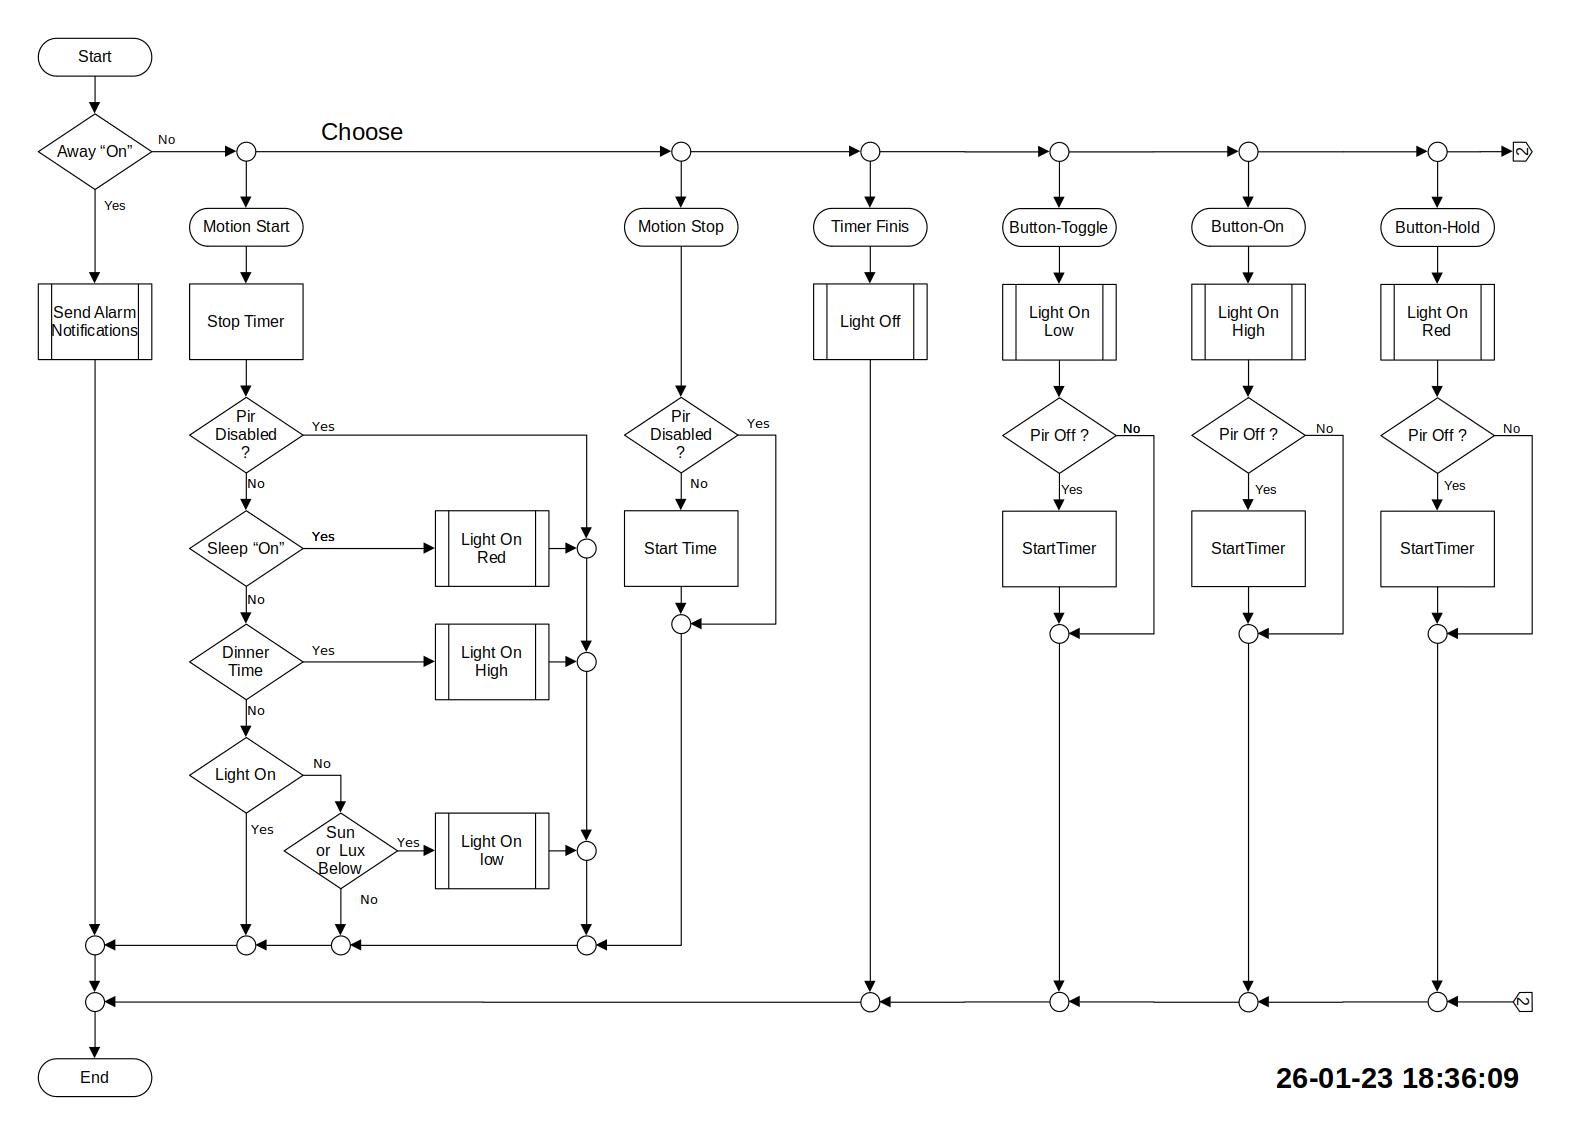 Start
Choose
Away “On”
No
2
Yes
Motion Start
Motion Stop
Timer Finis
Button-Toggle
Button-On
Button-Hold
Send Alarm
Notifications
Stop Timer
Light Off
Light On
Low
Light On
High
Light On
Red
Pir
Disabled
?
Yes
No
Pir
Disabled
?
Yes
No
Pir Off ?
No
Yes
Pir Off ?
No
Yes
Pir Off ?
No
Yes
Sleep “On”
Yes
No
Light On
Red
Start Time
StartTimer
StartTimer
StartTimer
Dinner
Time
Yes
No
Light On
High
Light On
No
Yes
Sun
or  Lux
Below
Yes
No
Light On
low
2
End
26-01-23 18:36:09